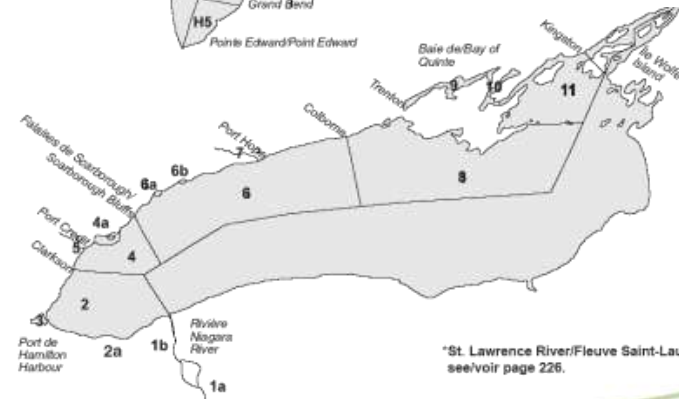 Grand Bend
H5
Pointe Edward/Point Edward
Kingston
Île Wolfe
Island
Baie de/Bay of
Quinte
9
10
11
Trenton
Colborne
Port Hope
7
8
Falaises de Scarborough/
Scarborough Bluffs
6a
6b
6
4a
Port Credit
5
4
Clarkson
2
3
Port de
Hamilton
Harbour
2a
1b
Rivière
Niagara
River
1a
*St. Lawrence River/Fleuve Saint-Lau
see/voir page 226.